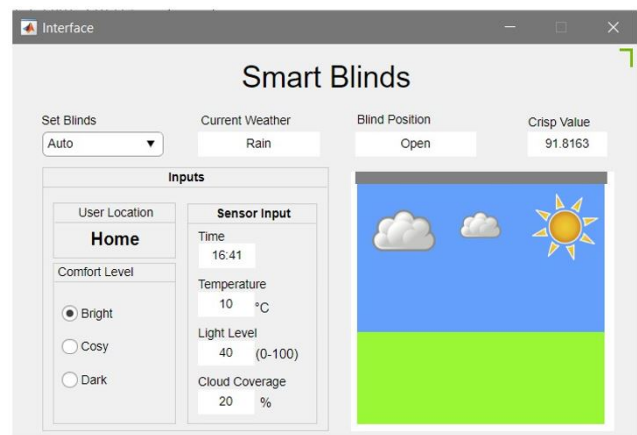 Interface
Smart Blinds
Set Blinds Current Weather Blind Position Crisp Value
Auto Rain Open 91.8163
Inputs
User Location
Home
Comfort Level
Bright
Cosy
Dark
Sensor Input
Time
16:41
Temperature
10 °C
Light Level
40 (0-100)
Cloud Coverage
20 %